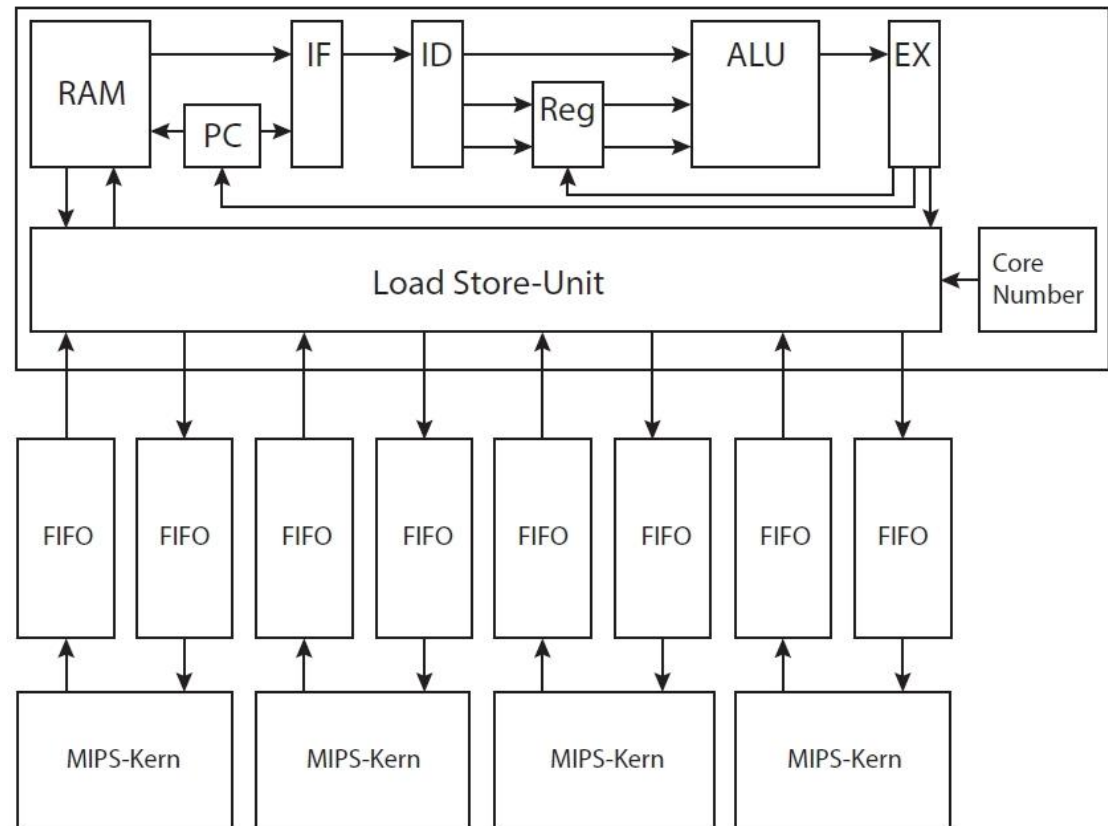 RAM
IF
ID
ALU
EX
PC
Reg
Load Store-Unit
Core
Number
FIFO
FIFO
FIFO
FIFO
FIFO
FIFO
FIFO
FIFO
MIPS-Kern
MIPS-Kern
MIPS-Kern
MIPS-Kern